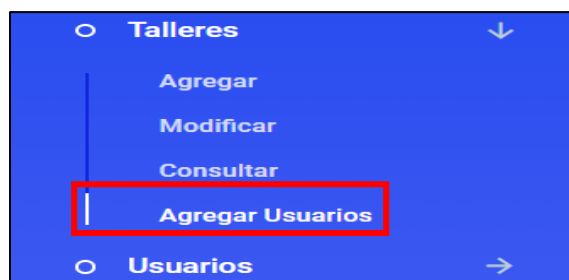 Talleres
Agregar
Modificar
Consultar
Agregar Usuarios
Usuarios